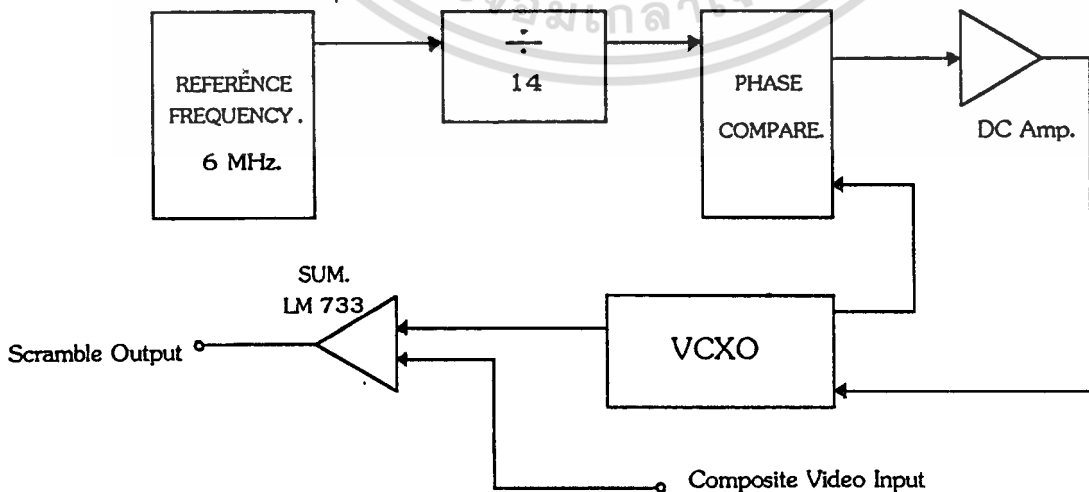 REFERENCE
FREQUENCY.
6 MHz.
÷
14
PHASE
COMPARE.
DC Amp.
SUM.
LM 733
Scramble Output
VCXO
Composite Video Input